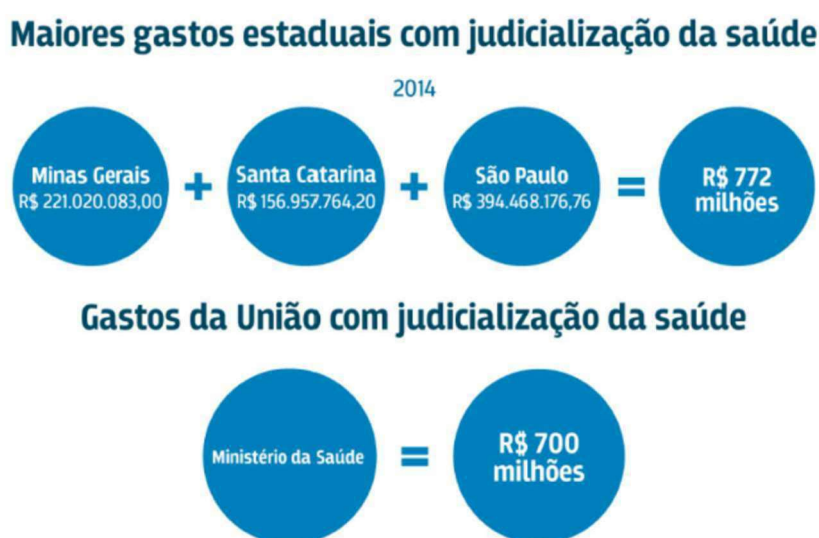 Maiores gastos estaduais com judicialização da saúde
2014
Minas Gerais
R$ 221.020.083,00
+
Santa Catarina
R$ 156.957.764,20
+
São Paulo
R$ 394.468.176,76
=
R$ 772
milhões
Gastos da União com judicialização da saúde
Ministério da Saúde
=
R$ 700
milhões